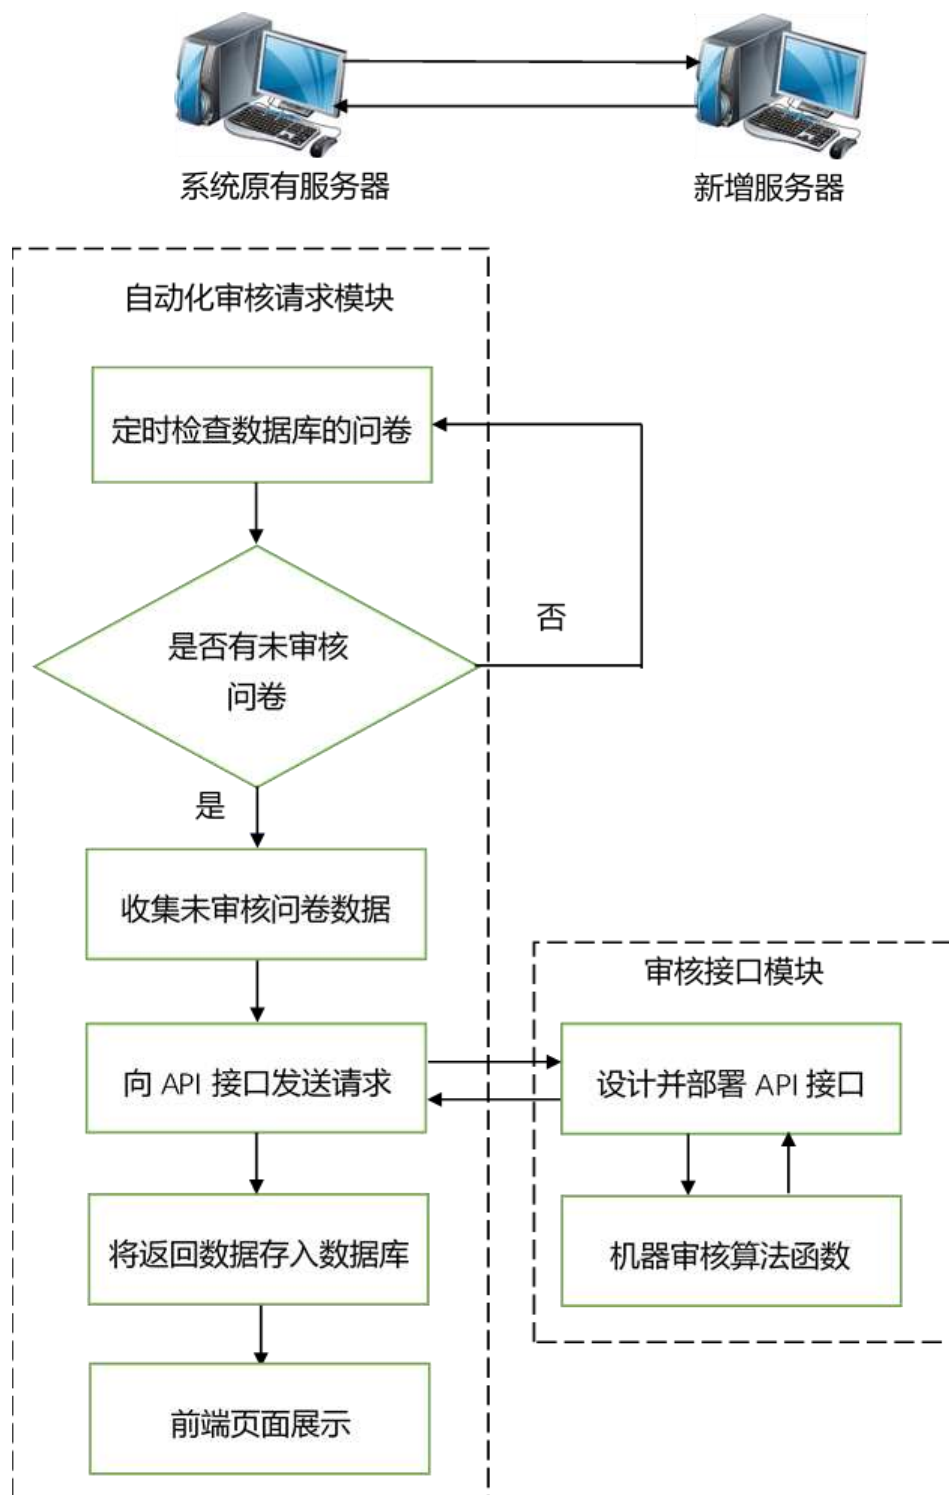 系统原有服务器
新增服务器
自动化审核请求模块
定时检查数据库的问卷
否
是否有未审核
问卷
是
收集未审核问卷数据
审核接口模块
向 API 接口发送请求
设计并部署 API 接口
将返回数据存入数据库
机器审核算法函数
前端页面展示